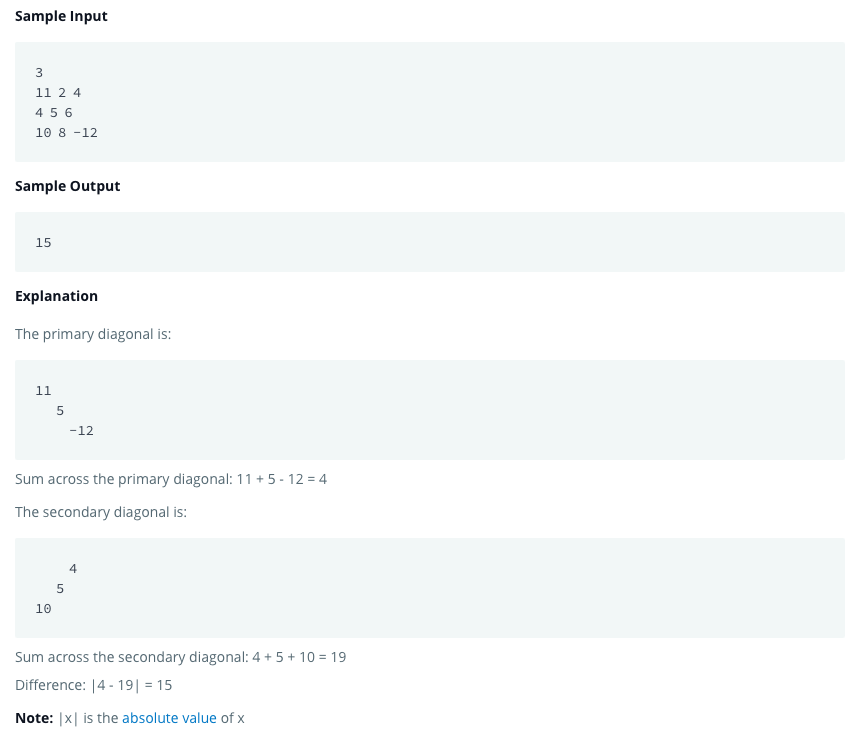 Sample Input
3
11 2 4
4 5 6
10 8 -12
Sample Output
15
Explanation
The primary diagonal is:
11
5
-12
Sum across the primary diagonal: 11 + 5 - 12 = 4
The secondary diagonal is:
4
5
10
Sum across the secondary diagonal: 4 + 5 + 10 = 19
Difference: |4 - 19| = 15
Note: |x| is the absolute value of x